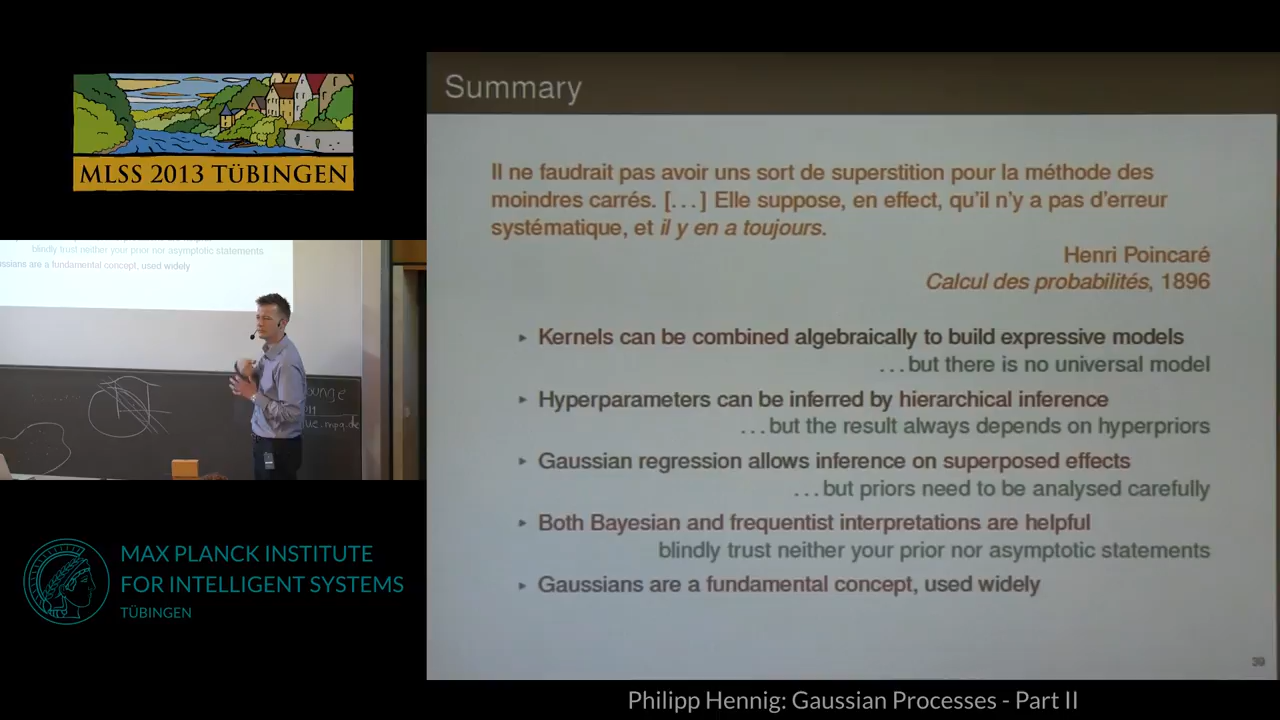 MLSS 2013 TÜBINGEN
blindly trust neither your prior nor asymptotic statements
ssians are a fundamental concept, used widely
MAX PLANCK INSTITUTE
FOR INTELLIGENT SYSTEMS
TÜBINGEN
Summary
Il ne faudrait pas avoir uns sort de superstition pour la méthode des
moindres carrés. [...] Elle suppose, en effect, qu'il n'y a pas d'erreur
systématique, et il y en a toujours.
Henri Poincaré
Calcul des probabilités, 1896
▸ Kernels can be combined algebraically to build expressive models
...but there is no universal model
▸ Hyperparameters can be inferred by hierarchical inference
...but the result always depends on hyperpriors
▸ Gaussian regression allows inference on superposed effects
...but priors need to be analysed carefully
▸ Both Bayesian and frequentist interpretations are helpful
blindly trust neither your prior nor asymptotic statements
▸ Gaussians are a fundamental concept, used widely
39
Philipp Hennig: Gaussian Processes - Part II